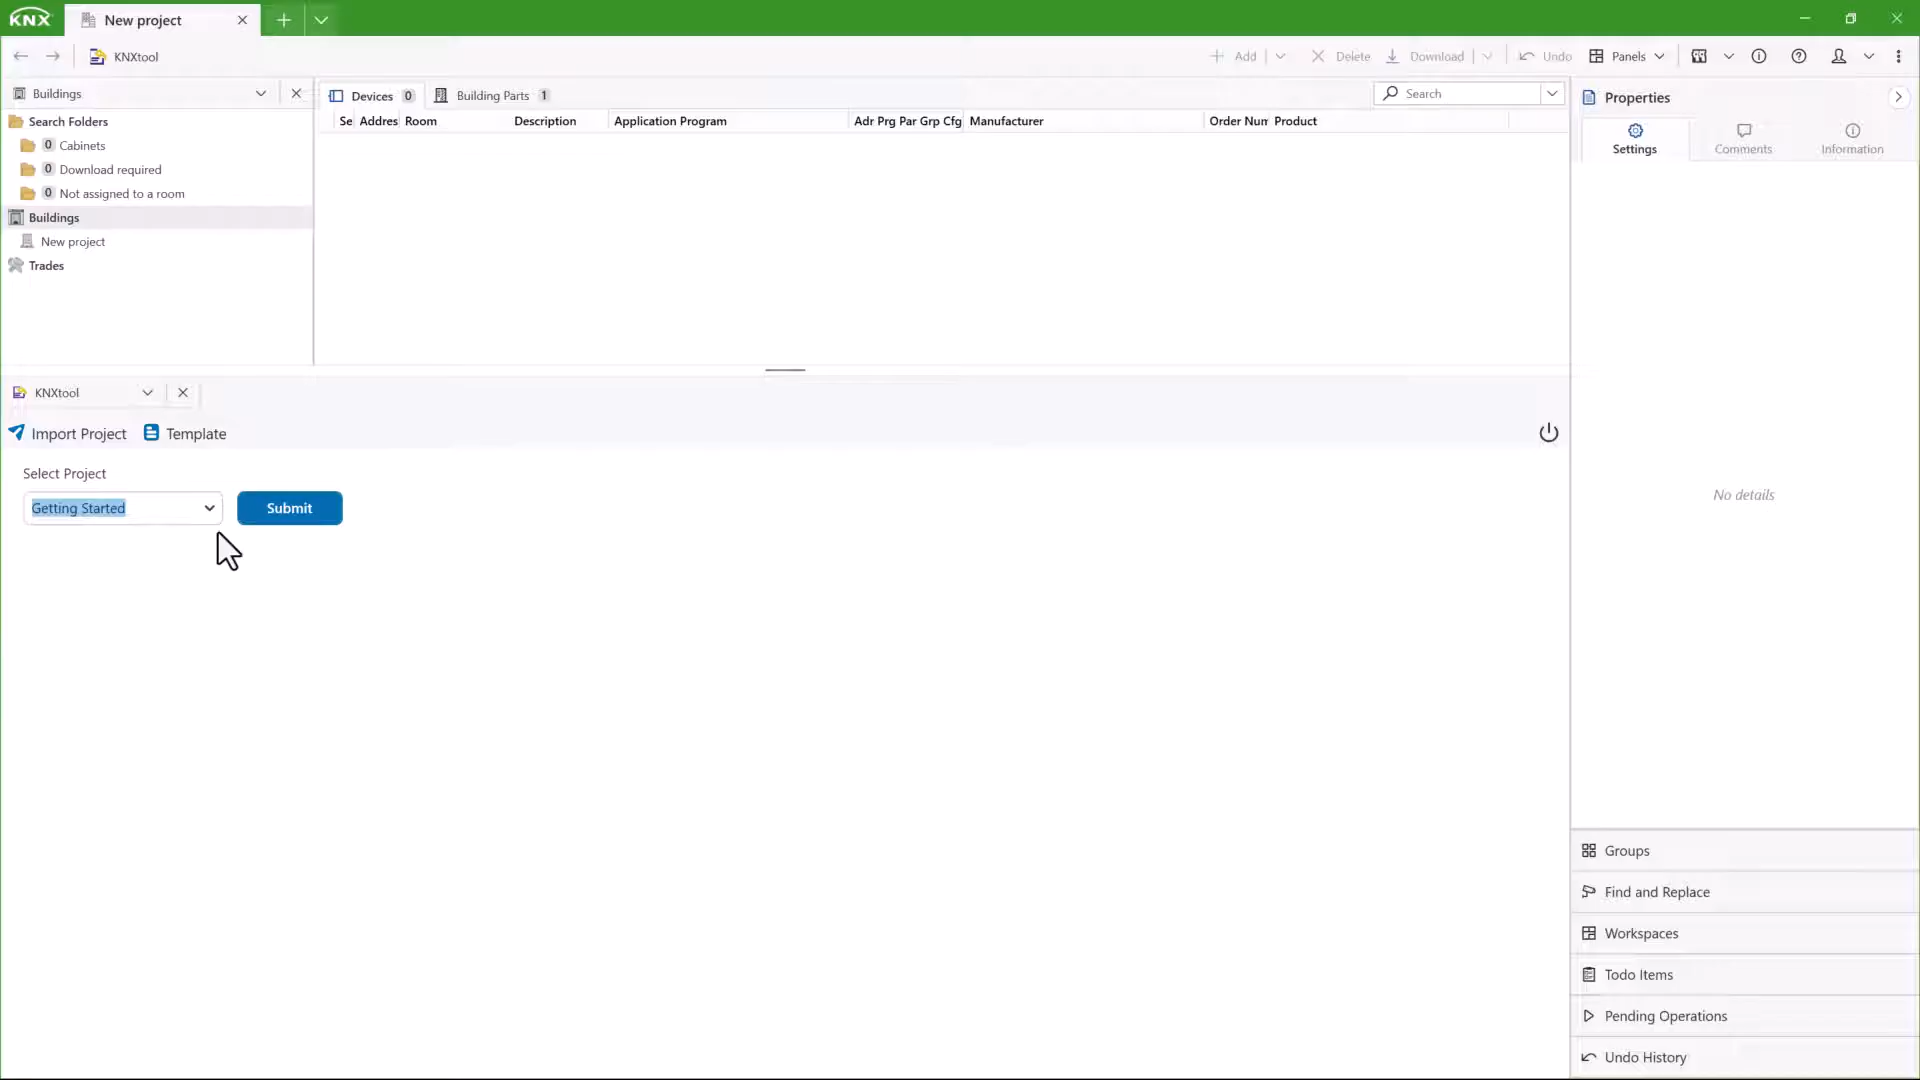 KNX New project
KNXtool Add Delete Download Undo Panels
Buildings
Search Folders
0 Cabinets
0 Download required
0 Not assigned to a room
Buildings
New project
Trades
Devices 0 Building Parts 1 Search
Se Addres Room Description Application Program Adr Prg Par Grp Cfg Manufacturer Order Num Product
KNXtool
Import Project Template
Select Project
Getting Started Submit
Properties
Settings Comments Information
No details
Groups
Find and Replace
Workspaces
Todo Items
Pending Operations
Undo History